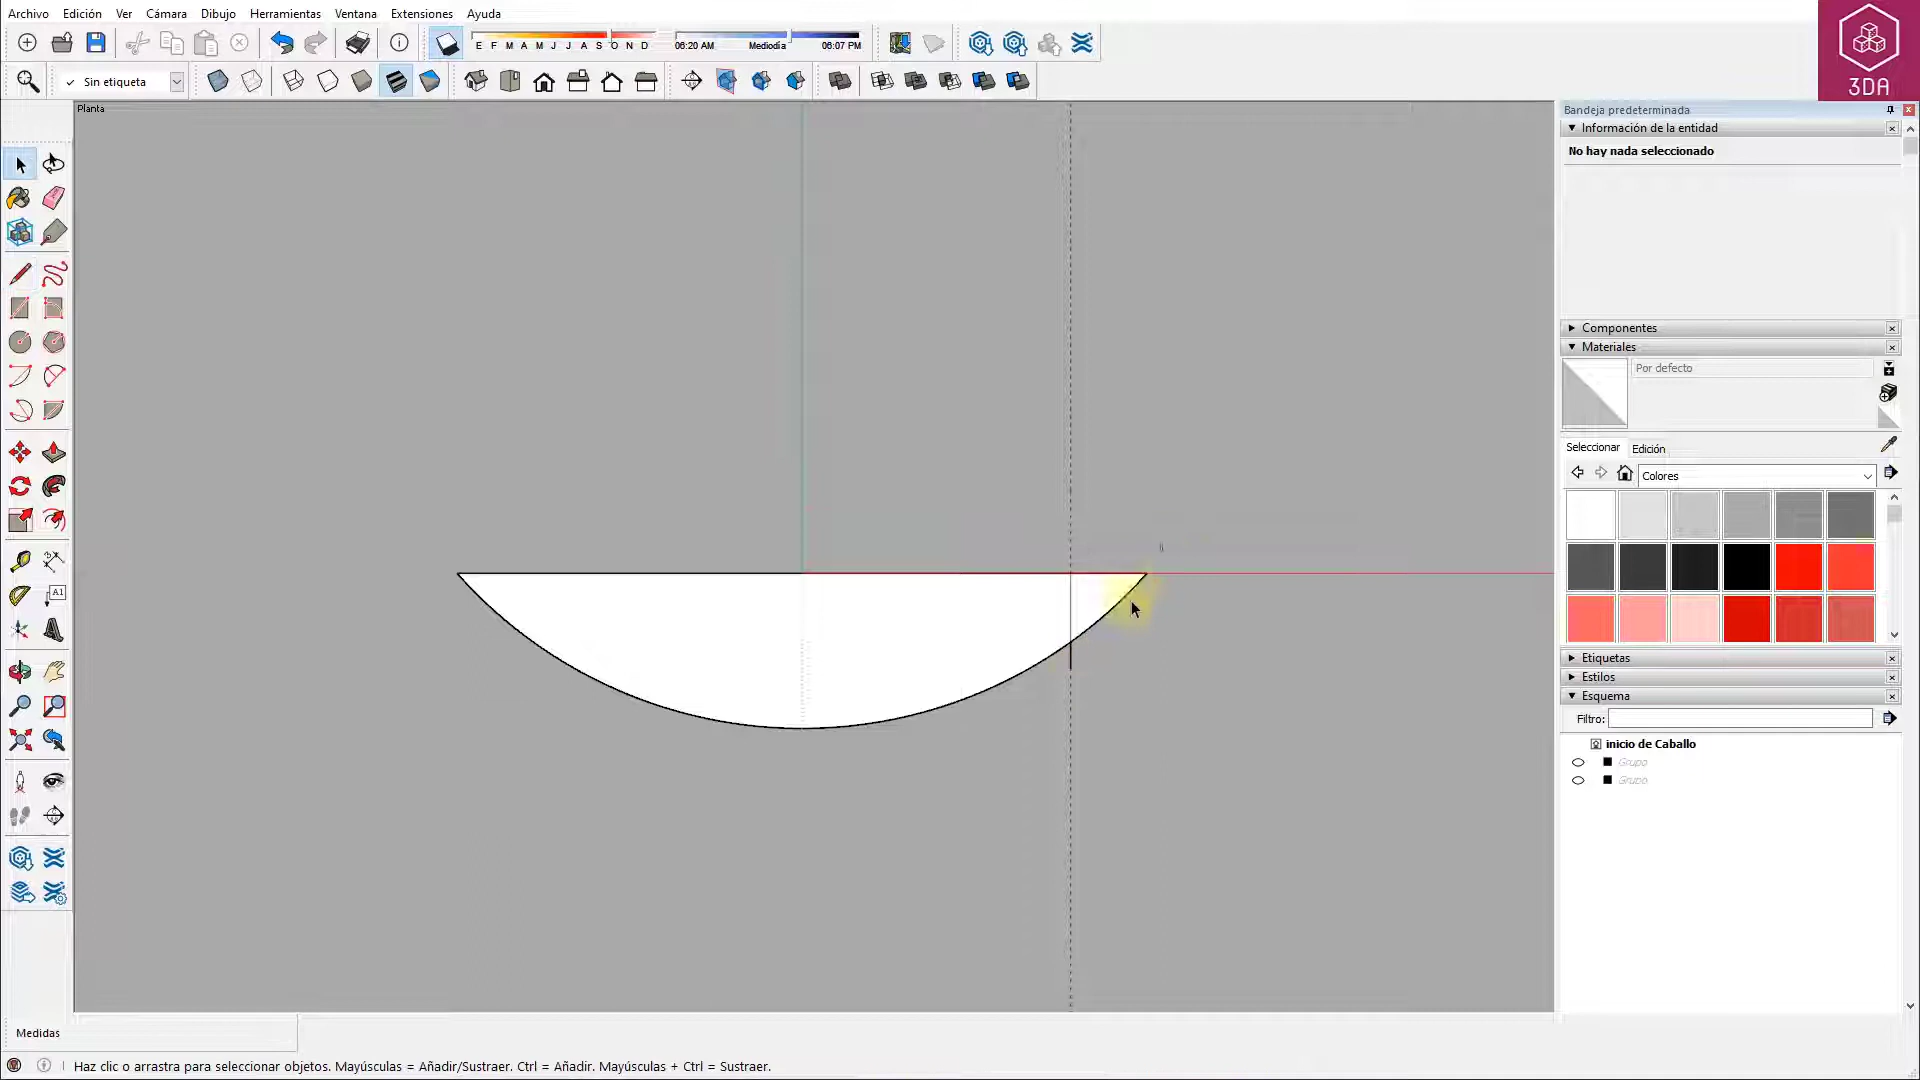 Archivo Edición Ver Cámara Dibujo Herramientas Ventana Extensiones Ayuda
E F M A M J J A S O N D 06:20 AM Mediodía 06:07 PM
3DA
✓ Sin etiqueta
Planta
Bandeja predeterminada
Información de la entidad
No hay nada seleccionado
Componentes
Materiales
Por defecto
Seleccionar Edición
Colores
A1
Etiquetas
Estilos
Esquema
Filtro:
inicio de Caballo
Grupo
Grupo
Medidas
Haz clic o arrastra para seleccionar objetos. Mayúsculas = Añadir/Sustraer. Ctrl = Añadir. Mayúsculas + Ctrl = Sustraer.